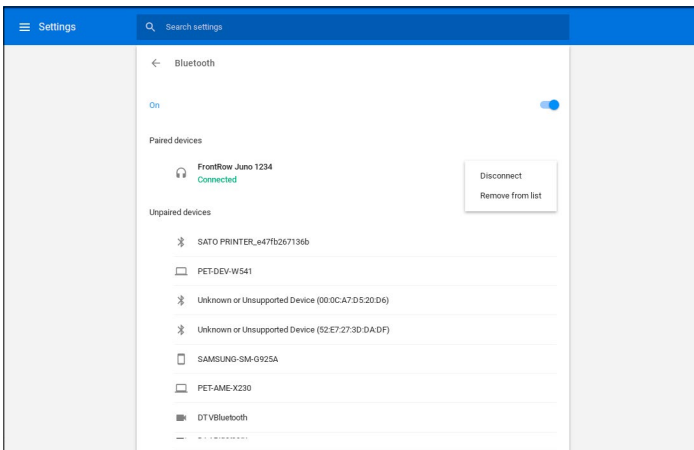 Settings
Search settings
Bluetooth
On
Paired devices
FrontRow Juno 1234
Connected
Disconnect
Remove from list
Unpaired devices
SATO PRINTER_e47fb267136b
PET-DEV-W541
Unknown or Unsupported Device (00:0C:A7:D5:20:D6)
Unknown or Unsupported Device (52:E7:27:3D:DA:DF)
SAMSUNG-SM-G925A
PET-AME-X230
DTVBluetooth